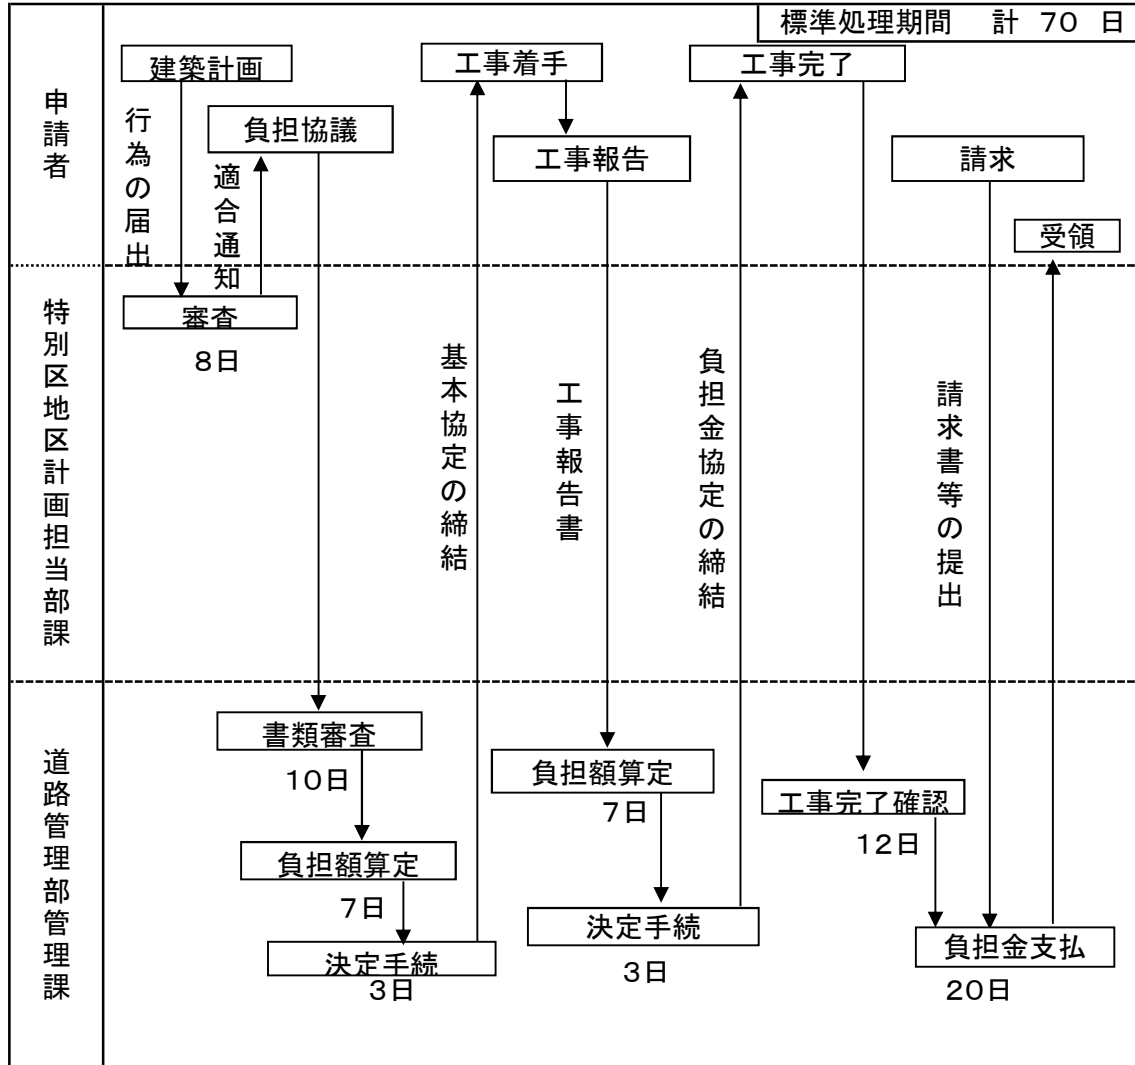 標準処理期間 計 70 日
申請者
建築計画
工事着手
工事完了
行為の届出
負担協議
適合通知
工事報告
請求
受領
特別区地区計画担当部課
審査
8日
基本協定の締結
工事報告書
負担金協定の締結
請求書等の提出
道路管理部管理課
書類審査
10日
負担額算定
7日
決定手続
3日
負担額算定
7日
決定手続
3日
工事完了確認
12日
負担金支払
20日